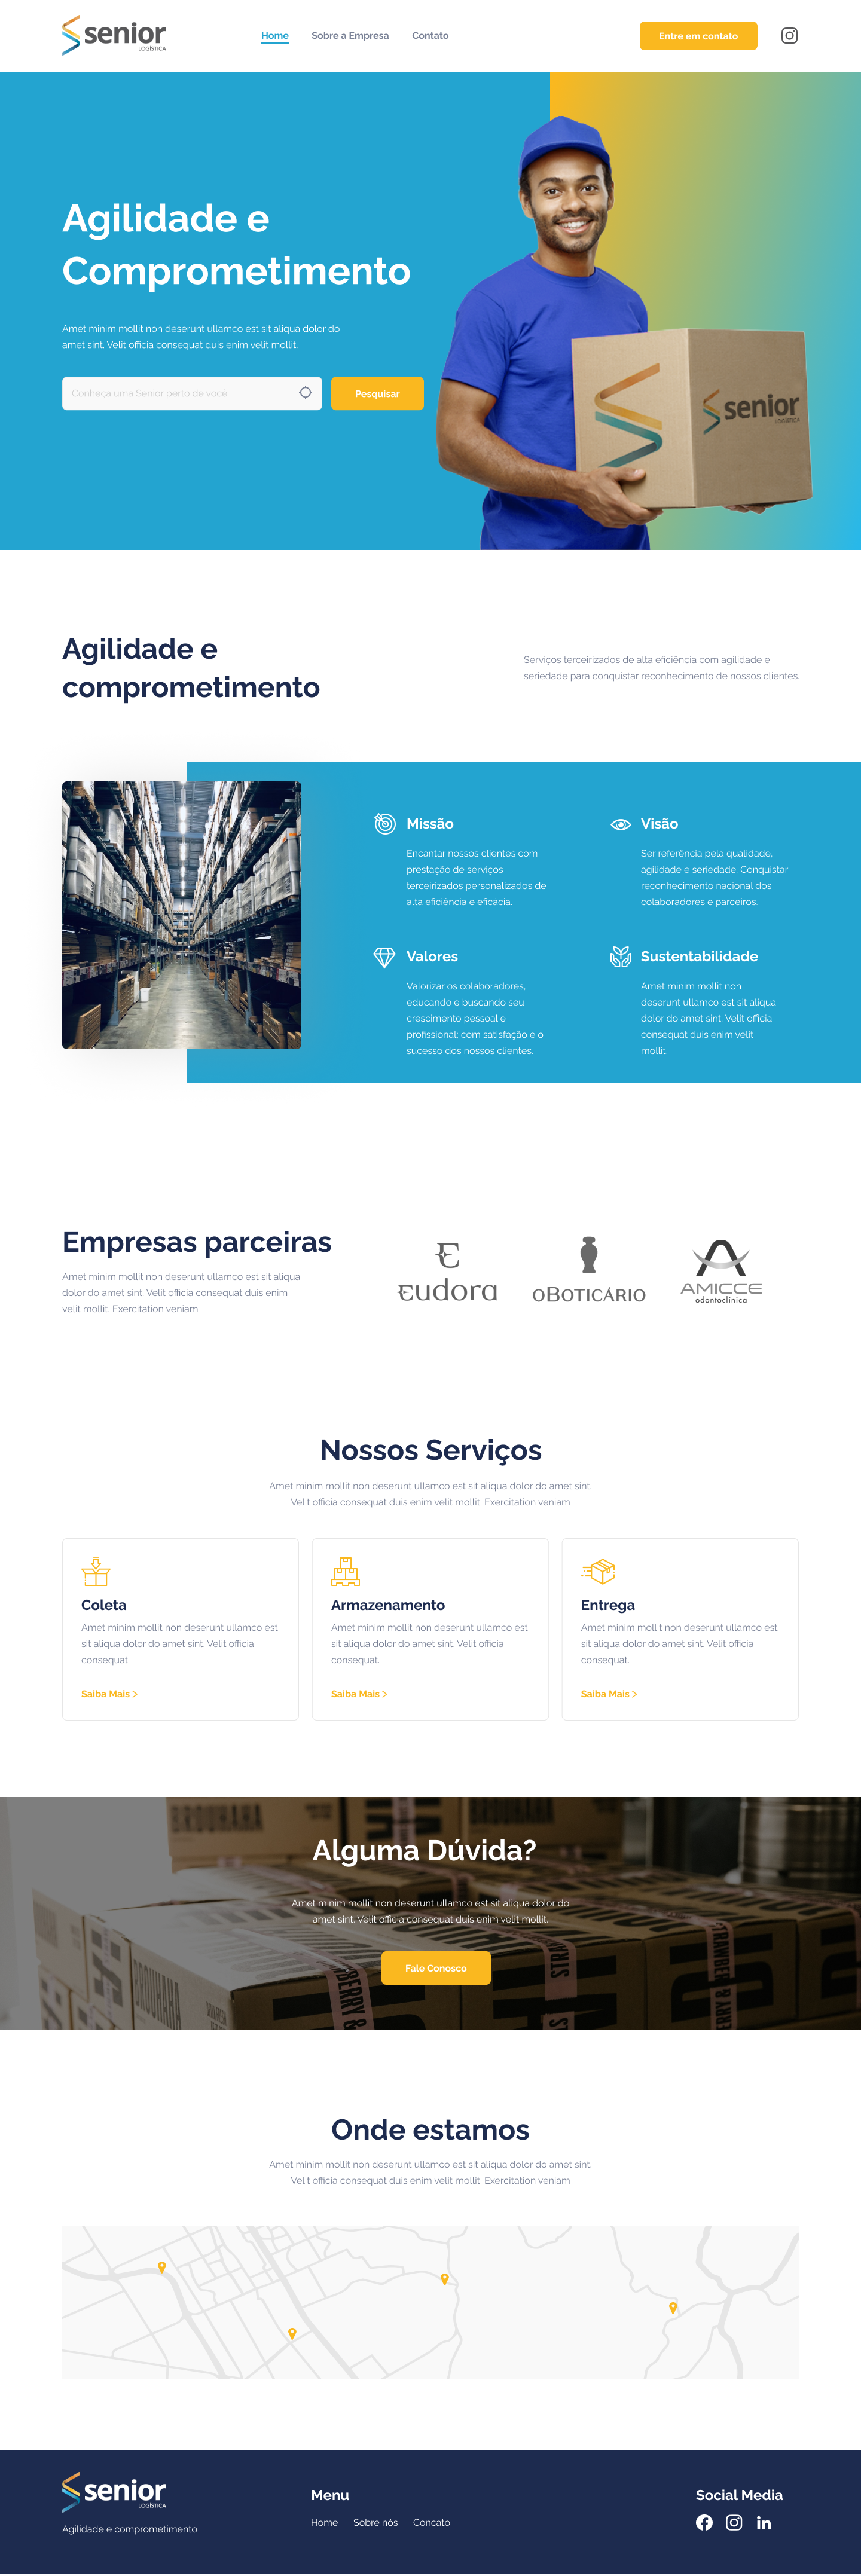 senior
LOGÍSTICA
Home
Sobre a Empresa
Contato
Entre em contato
Agilidade e
Comprometimento
Amet minim mollit non deserunt ullamco est sit aliqua dolor do
amet sint. Velit officia consequat duis enim velit mollit.
Conheça uma Senior perto de você
Pesquisar
senior
LOGÍSTICA
Agilidade e
comprometimento
Serviços terceirizados de alta eficiência com agilidade e
seriedade para conquistar reconhecimento de nossos clientes.
Missão
Encantar nossos clientes com
prestação de serviços
terceirizados personalizados de
alta eficiência e eficácia.
Visão
Ser referência pela qualidade,
agilidade e seriedade. Conquistar
reconhecimento nacional dos
colaboradores e parceiros.
Valores
Valorizar os colaboradores,
educando e buscando seu
crescimento pessoal e
profissional; com satisfação e o
sucesso dos nossos clientes.
Sustentabilidade
Amet minim mollit non
deserunt ullamco est sit aliqua
dolor do amet sint. Velit officia
consequat duis enim velit
mollit.
Empresas parceiras
Amet minim mollit non deserunt ullamco est sit aliqua
dolor do amet sint. Velit officia consequat duis enim
velit mollit. Exercitation veniam
eudora
oBOTICÁRIO
AMICCE
odontoclínica
Nossos Serviços
Amet minim mollit non deserunt ullamco est sit aliqua dolor do amet sint.
Velit officia consequat duis enim velit mollit. Exercitation veniam
Coleta
Amet minim mollit non deserunt ullamco est
sit aliqua dolor do amet sint. Velit officia
consequat.
Saiba Mais >
Armazenamento
Amet minim mollit non deserunt ullamco est
sit aliqua dolor do amet sint. Velit officia
consequat.
Saiba Mais >
Entrega
Amet minim mollit non deserunt ullamco est
sit aliqua dolor do amet sint. Velit officia
consequat.
Saiba Mais >
Alguma Dúvida?
Amet minim mollit non deserunt ullamco est sit aliqua dolor do
amet sint. Velit officia consequat duis enim velit mollit.
Fale Conosco
Onde estamos
Amet minim mollit non deserunt ullamco est sit aliqua dolor do amet sint.
Velit officia consequat duis enim velit mollit. Exercitation veniam
senior
LOGÍSTICA
Agilidade e comprometimento
Menu
Home
Sobre nós
Concato
Social Media